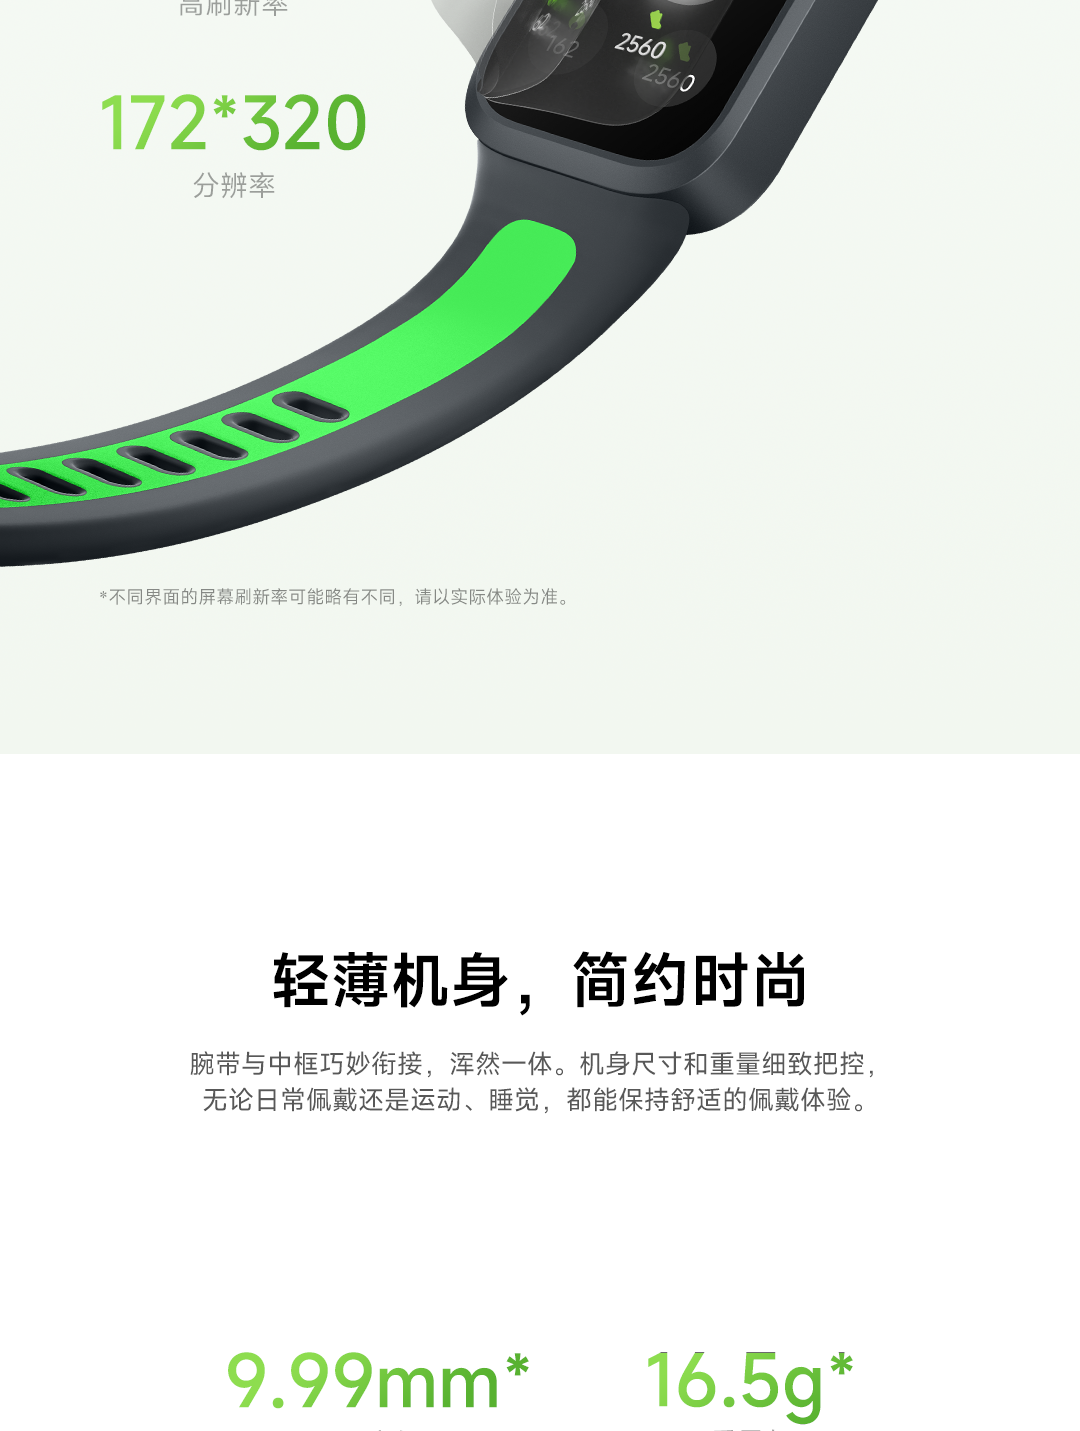 高刷新率
162
2560
2560
172*320
分辨率
*不同界面的屏幕刷新率可能略有不同，请以实际体验为准。
轻薄机身，简约时尚
腕带与中框巧妙衔接，浑然一体。机身尺寸和重量细致把控，
无论日常佩戴还是运动、睡觉，都能保持舒适的佩戴体验。
9.99mm*
16.5g*